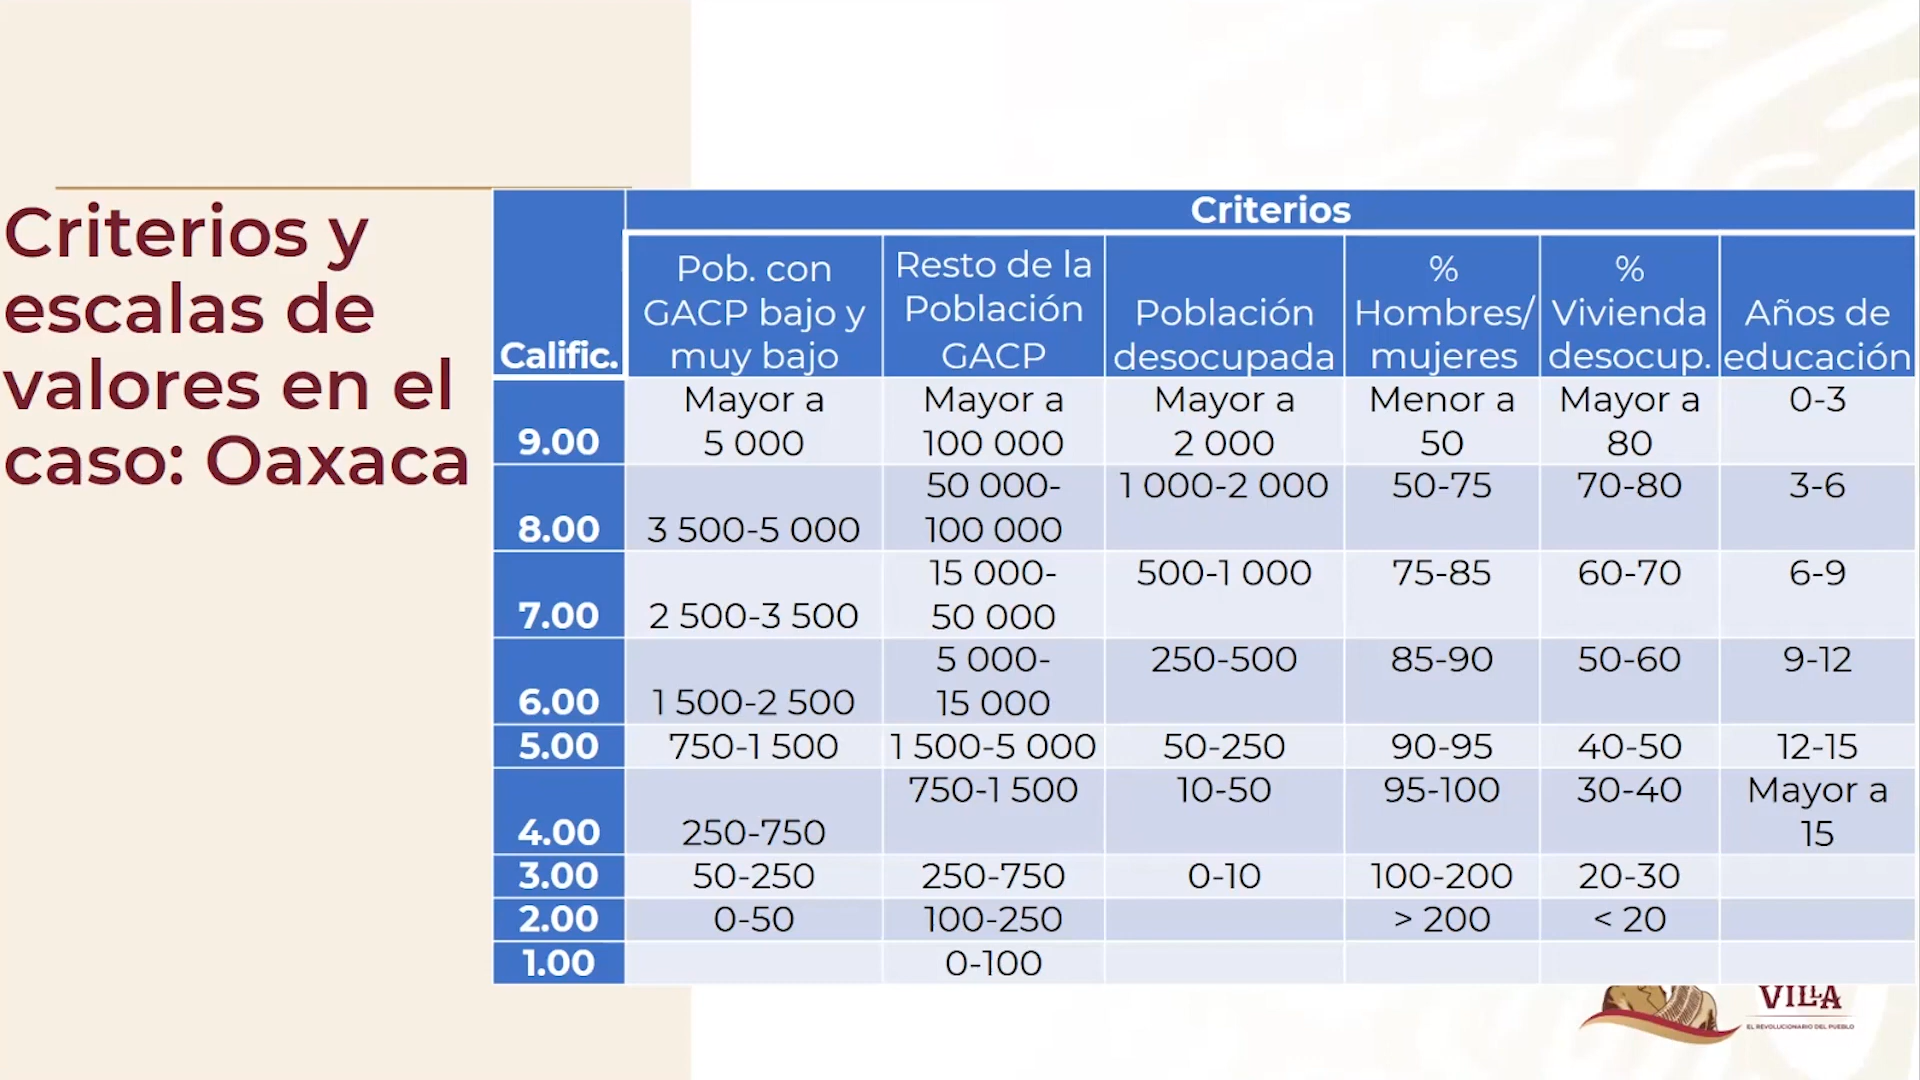 Criterios y
escalas de
valores en el
caso: Oaxaca
Criterios
Calific.
Pob. con
GACP bajo y
muy bajo
Resto de la
Población
GACP
Población
desocupada
%
Hombres/
mujeres
%
Vivienda
desocup.
Años de
educación
9.00
Mayor a
5 000
Mayor a
100 000
Mayor a
2 000
Menor a
50
Mayor a
80
0-3
8.00
3 500-5 000
50 000-
100 000
1 000-2 000
50-75
70-80
3-6
7.00
2 500-3 500
15 000-
50 000
500-1 000
75-85
60-70
6-9
6.00
1 500-2 500
5 000-
15 000
250-500
85-90
50-60
9-12
5.00
750-1 500
1 500-5 000
50-250
90-95
40-50
12-15
4.00
250-750
750-1 500
10-50
95-100
30-40
Mayor a
15
3.00
50-250
250-750
0-10
100-200
20-30
2.00
0-50
100-250
> 200
< 20
1.00
0-100
VILLA
EL REVOLUCIONARIO DEL PUEBLO